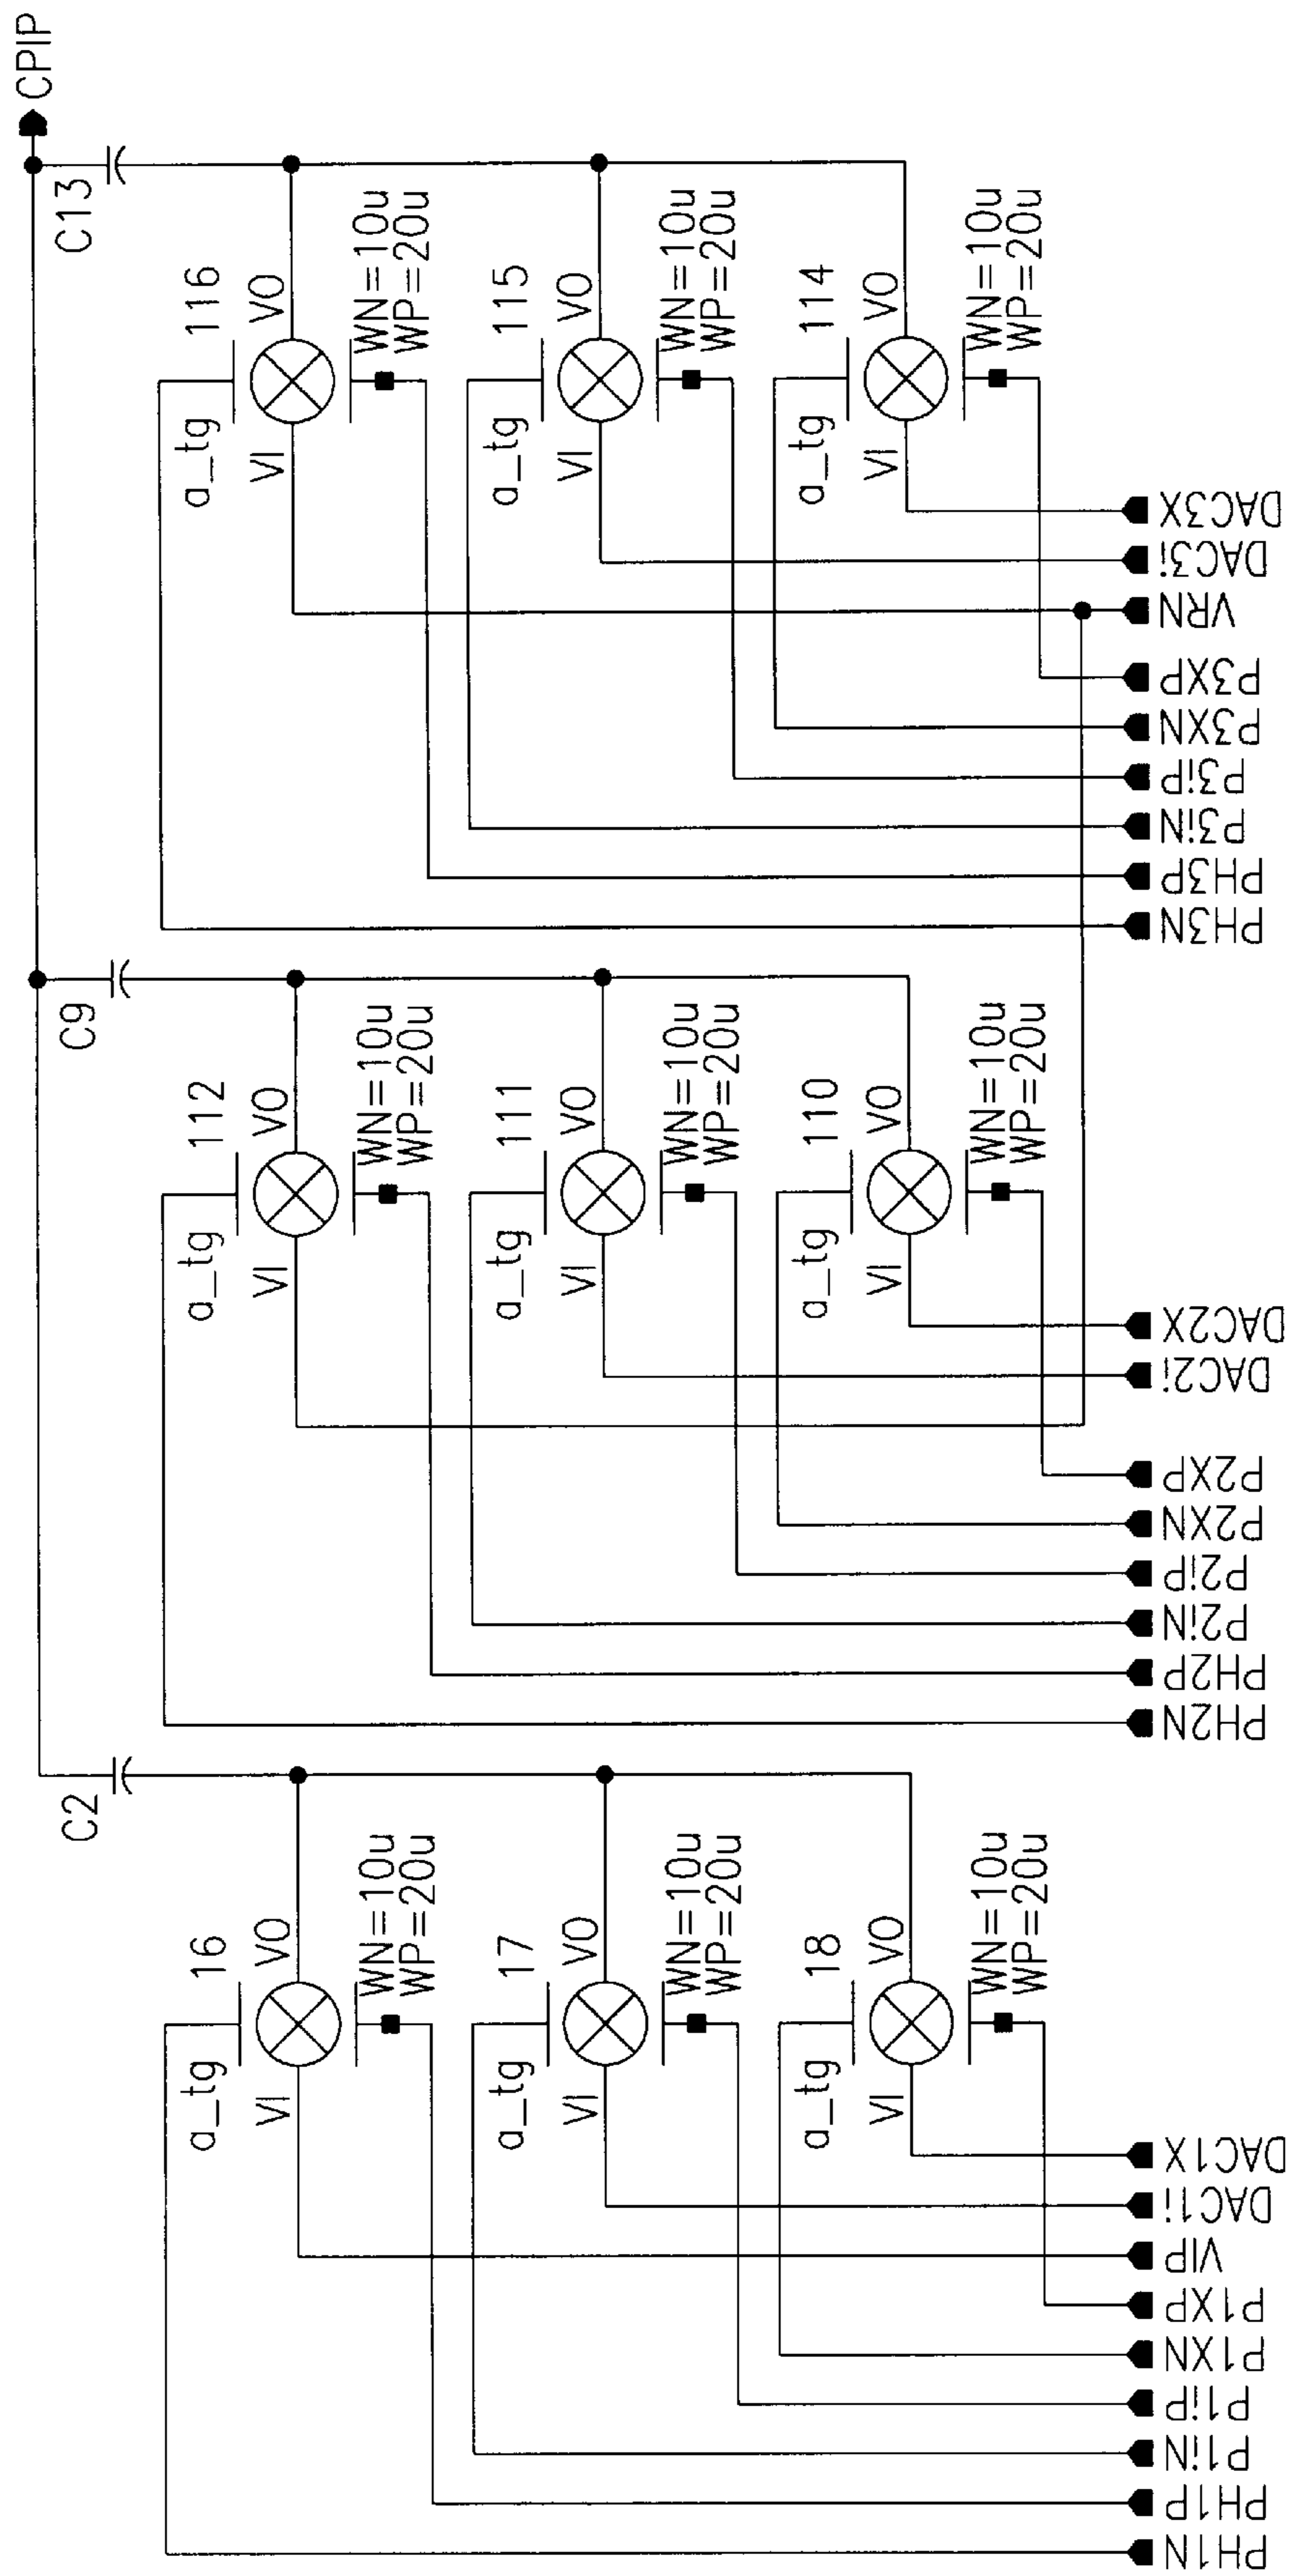 CPIP
C13
116
a_tg
VI
VO
WN=10u
WP=20u
115
a_tg
VI
VO
WN=10u
WP=20u
114
a_tg
VI
VO
WN=10u
WP=20u
DAC3X
DAC3i
VRN
P3XP
P3XN
P3iP
P3iN
PH3P
PH3N
C9
112
a_tg
VI
VO
WN=10u
WP=20u
111
a_tg
VI
VO
WN=10u
WP=20u
110
a_tg
VI
VO
WN=10u
WP=20u
DAC2X
DAC2i
P2XP
P2XN
P2iP
P2iN
PH2P
PH2N
C2
16
a_tg
VI
VO
WN=10u
WP=20u
17
a_tg
VI
VO
WN=10u
WP=20u
18
a_tg
VI
VO
WN=10u
WP=20u
DAC1X
DAC1i
VIP
P1XP
P1XN
P1iP
P1iN
PH1P
PH1N